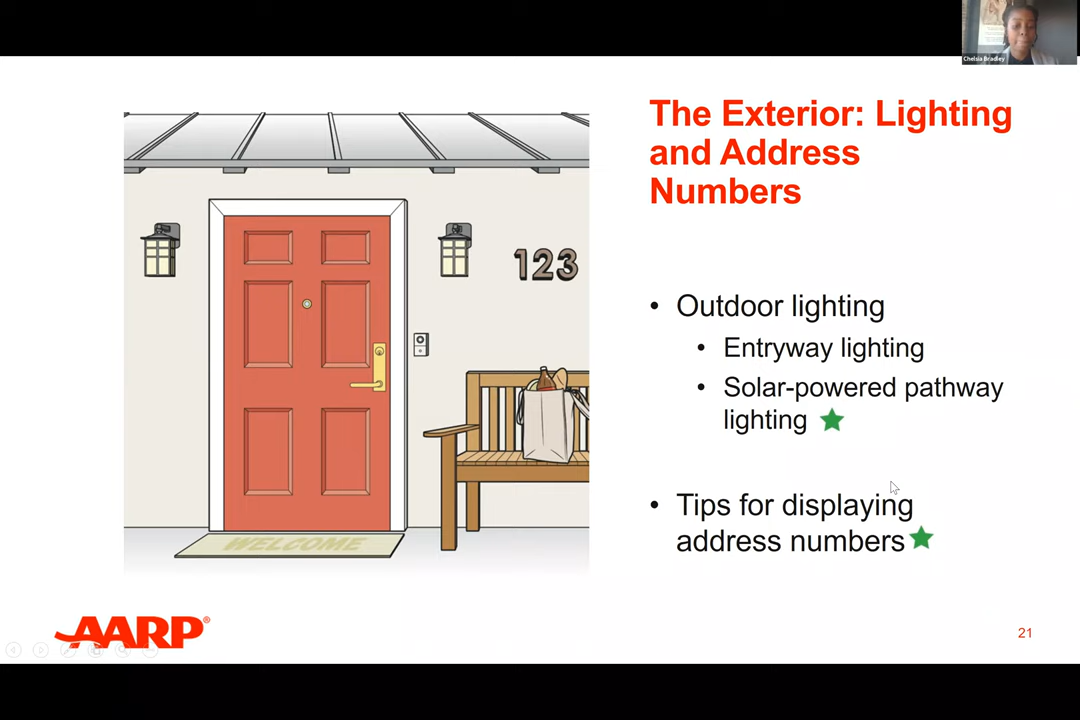 Chelsia Bradley
The Exterior: Lighting
and Address
Numbers
123
• Outdoor lighting
• Entryway lighting
• Solar-powered pathway
lighting
• Tips for displaying
address numbers
WELCOME
AARP®
21